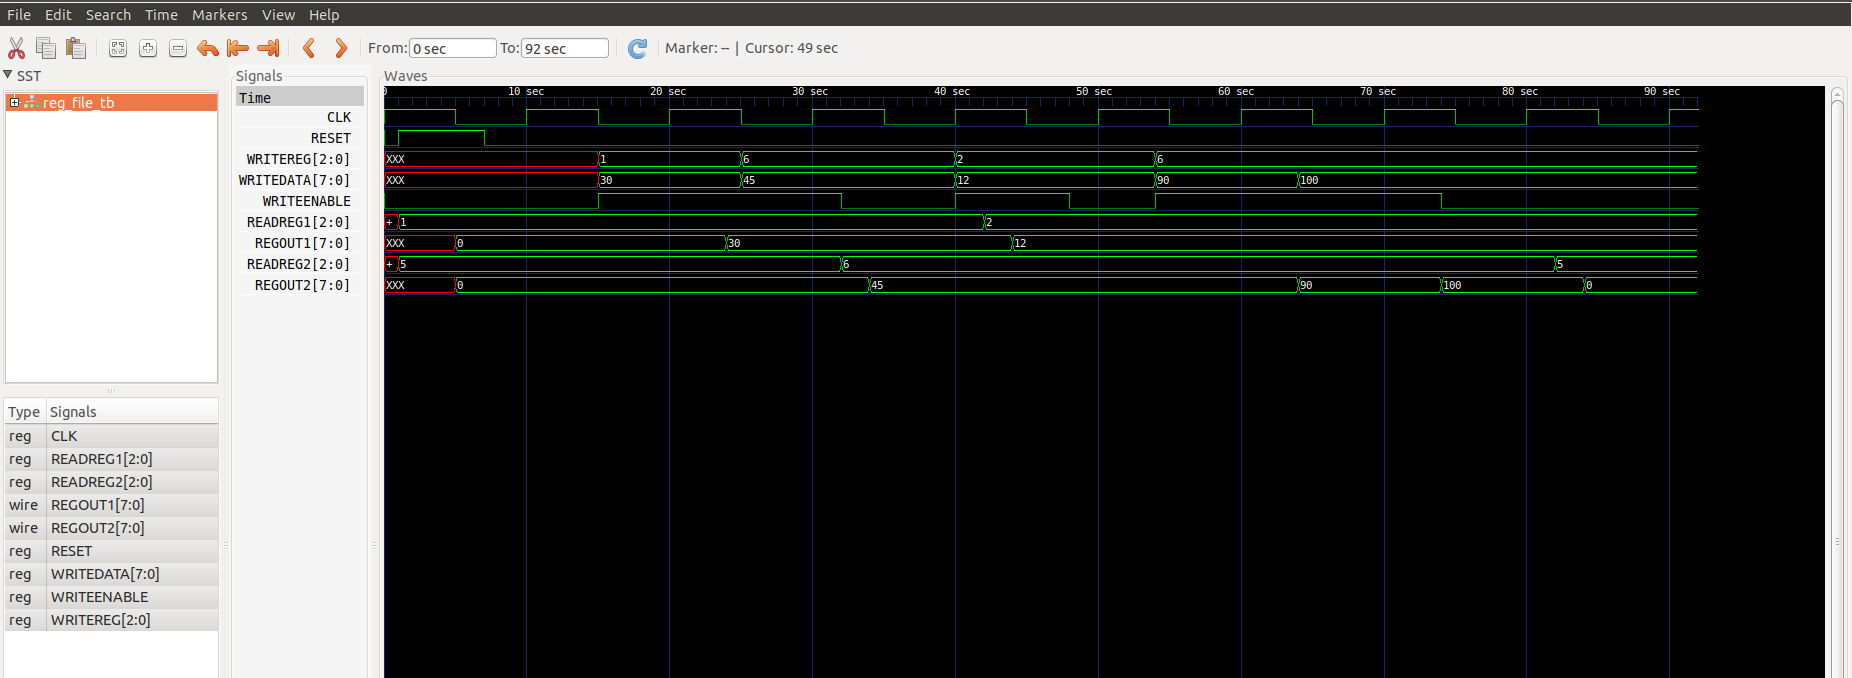 File Edit Search Time Markers View Help
From: 0 sec To: 92 sec Marker: -- | Cursor: 49 sec
SST
reg_file_tb
Type Signals
reg CLK
reg READREG1[2:0]
reg READREG2[2:0]
wire REGOUT1[7:0]
wire REGOUT2[7:0]
reg RESET
reg WRITEDATA[7:0]
reg WRITEENABLE
reg WRITEREG[2:0]
Signals
Time
CLK
RESET
WRITEREG[2:0]
WRITEDATA[7:0]
WRITEENABLE
READREG1[2:0]
REGOUT1[7:0]
READREG2[2:0]
REGOUT2[7:0]
Waves
0 10 sec 20 sec 30 sec 40 sec 50 sec 60 sec 70 sec 80 sec 90 sec
XXX 1 6 2 6
XXX 30 45 12 90 100
+ 1 2
XXX 0 30 12
+ 5 6 5
XXX 0 45 90 100 0